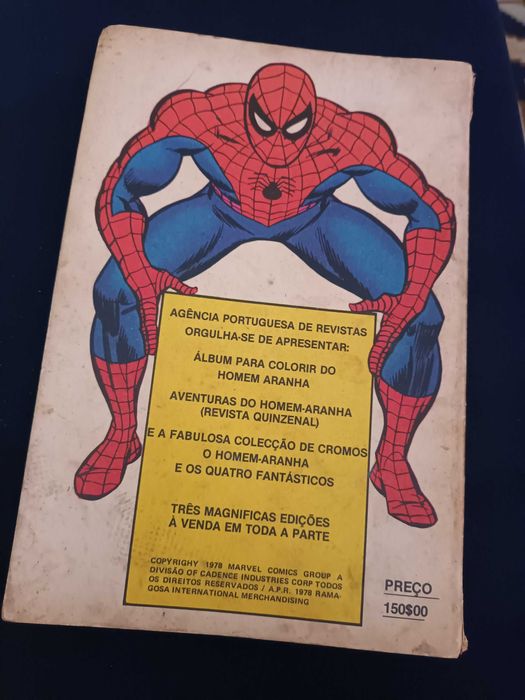 AGÊNCIA PORTUGUESA DE REVISTAS
ORGULHA-SE DE APRESENTAR:
ÁLBUM PARA COLORIR DO
HOMEM ARANHA
AVENTURAS DO HOMEM-ARANHA
(REVISTA QUINZENAL)
E A FABULOSA COLECÇÃO DE CROMOS
O HOMEM-ARANHA
E OS QUATRO FANTÁSTICOS
TRÊS MAGNIFICAS EDIÇÕES
À VENDA EM TODA A PARTE
COPYRIGHY 1978 MARVEL COMICS GROUP A
DIVISÃO OF CADENCE INDUSTRIES CORP TODOS
OS DIREITOS RESERVADOS / A.P.R. 1978 RAMA-
GOSA INTERNATIONAL MERCHANDISING
PREÇO
150$00